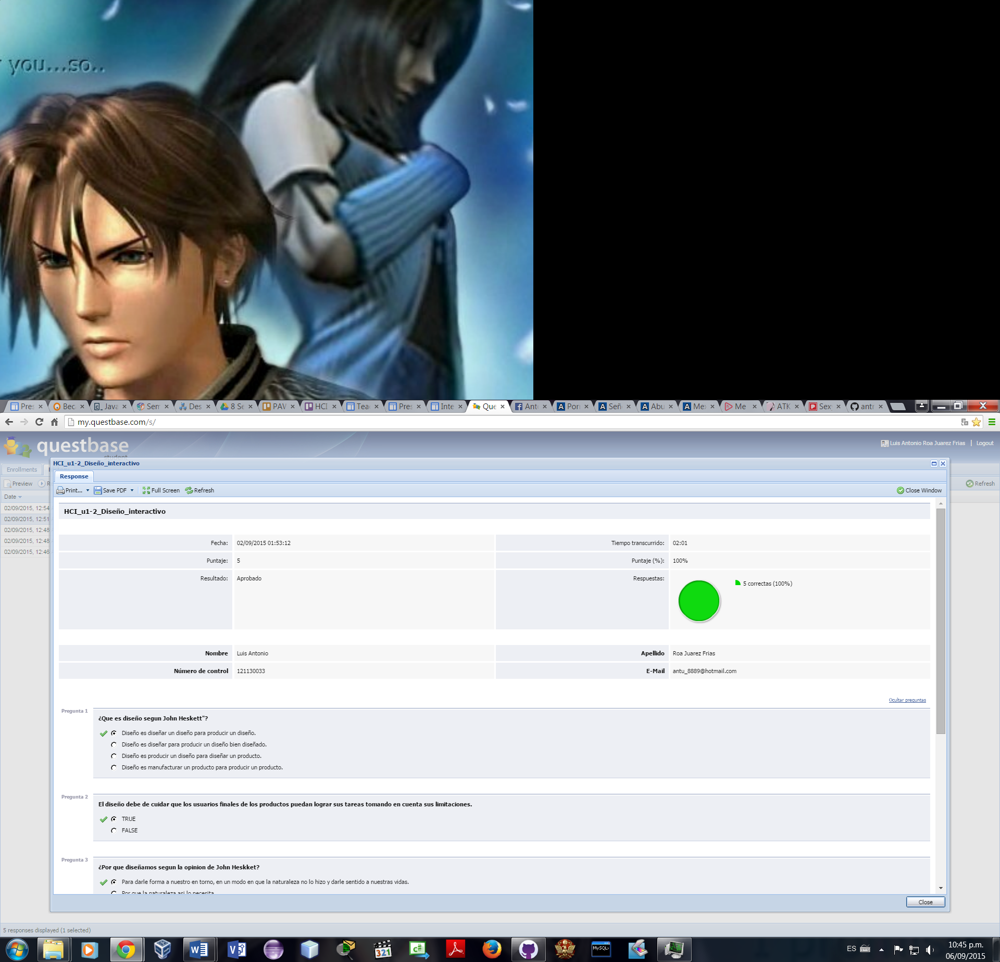 you...so..
Pres
Bec
Java
Sem
Des
8 Se
PAV
HCI
Tea
Pres
Inte
Que
Ant
Por
Seño
Abu
Mex
Me
ATK
Sex
antr
my.questbase.com/s/
questbase
student
Luis Antonio Roa Juarez Frias | Logout
HCI_u1-2_Diseño_interactivo
Enrollments
Response
Preview
Print...
Save PDF
Full Screen
Refresh
Close Window
Refresh
Date
02/09/2015, 12:54
02/09/2015, 12:51
02/09/2015, 12:48
02/09/2015, 12:48
02/09/2015, 12:46
HCI_u1-2_Diseño_interactivo
Fecha: 02/09/2015 01:53:12 Tiempo transcurrido: 02:01
Puntaje: 5 Puntaje (%): 100%
Resultado: Aprobado Respuestas: 5 correctas (100%)
Nombre Luis Antonio Apellido Roa Juarez Frias
Número de control 121130033 E-Mail antu_8889@hotmail.com
Ocultar preguntas
Pregunta 1
¿Que es diseño segun John Heskett"?
Diseño es diseñar un diseño para producir un diseño.
Diseño es diseñar para producir un diseño bien diseñado.
Diseño es producir un diseño para diseñar un producto.
Diseño es manufacturar un producto para producir un producto.
Pregunta 2
El diseño debe de cuidar que los usuarios finales de los productos puedan lograr sus tareas tomando en cuenta sus limitaciones.
TRUE
FALSE
Pregunta 3
¿Por que diseñamos segun la opinion de John Heskket?
Para darle forma a nuestro en torno, en un modo en que la naturaleza no lo hizo y darle sentido a nuestras vidas.
Por que la naturaleza asi lo necesita
Close
5 responses displayed (1 selected)
321
C#
MySQL
ES
10:45 p.m.
06/09/2015